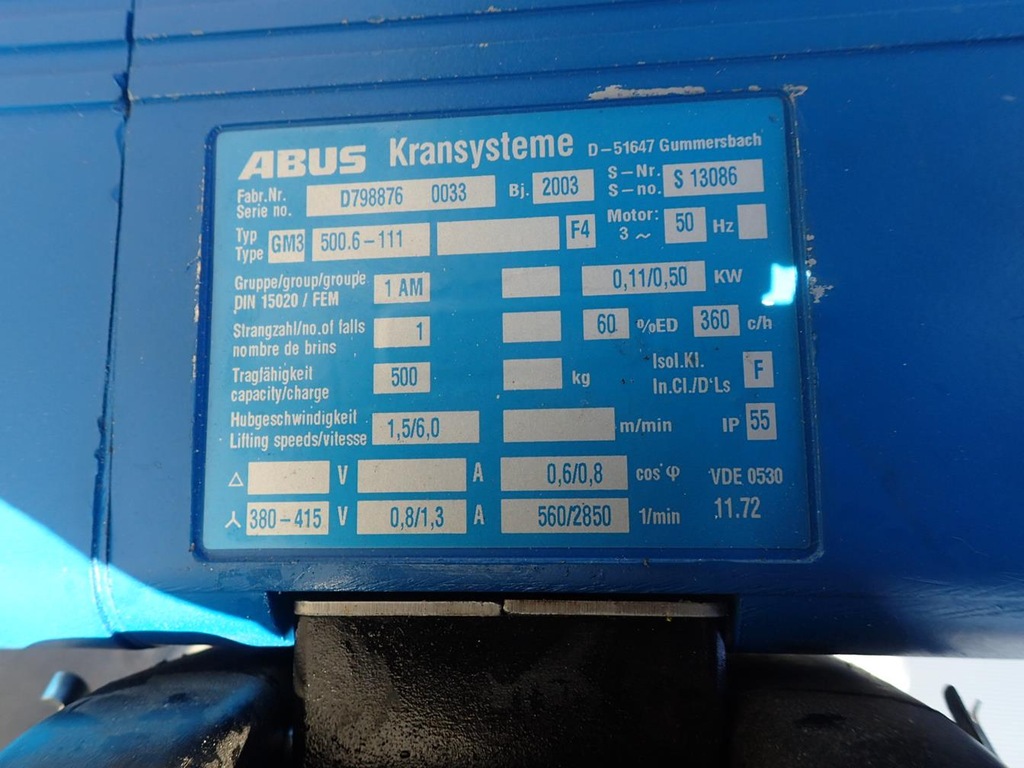 ABUS Kransysteme D-51647 Gummersbach
Fabr.Nr. Serie no. D798876 0033 Bj. 2003 S-Nr. S-no. S 13086
Typ Type GM3 500.6-111 F4 Motor: 3 ~ 50 Hz
Gruppe/group/groupe DIN 15020 / FEM 1 AM 0,11/0,50 KW
Strangzahl/no.of falls nombre de brins 1 60 %ED 360 c/h
Tragfähigkeit capacity/charge 500 kg Isol.Kl. In.Cl./D'Ls F
Hubgeschwindigkeit Lifting speeds/vitesse 1,5/6,0 m/min IP 55
△ V A 0,6/0,8 cos φ VDE 0530
380-415 V 0,8/1,3 A 560/2850 1/min 11.72